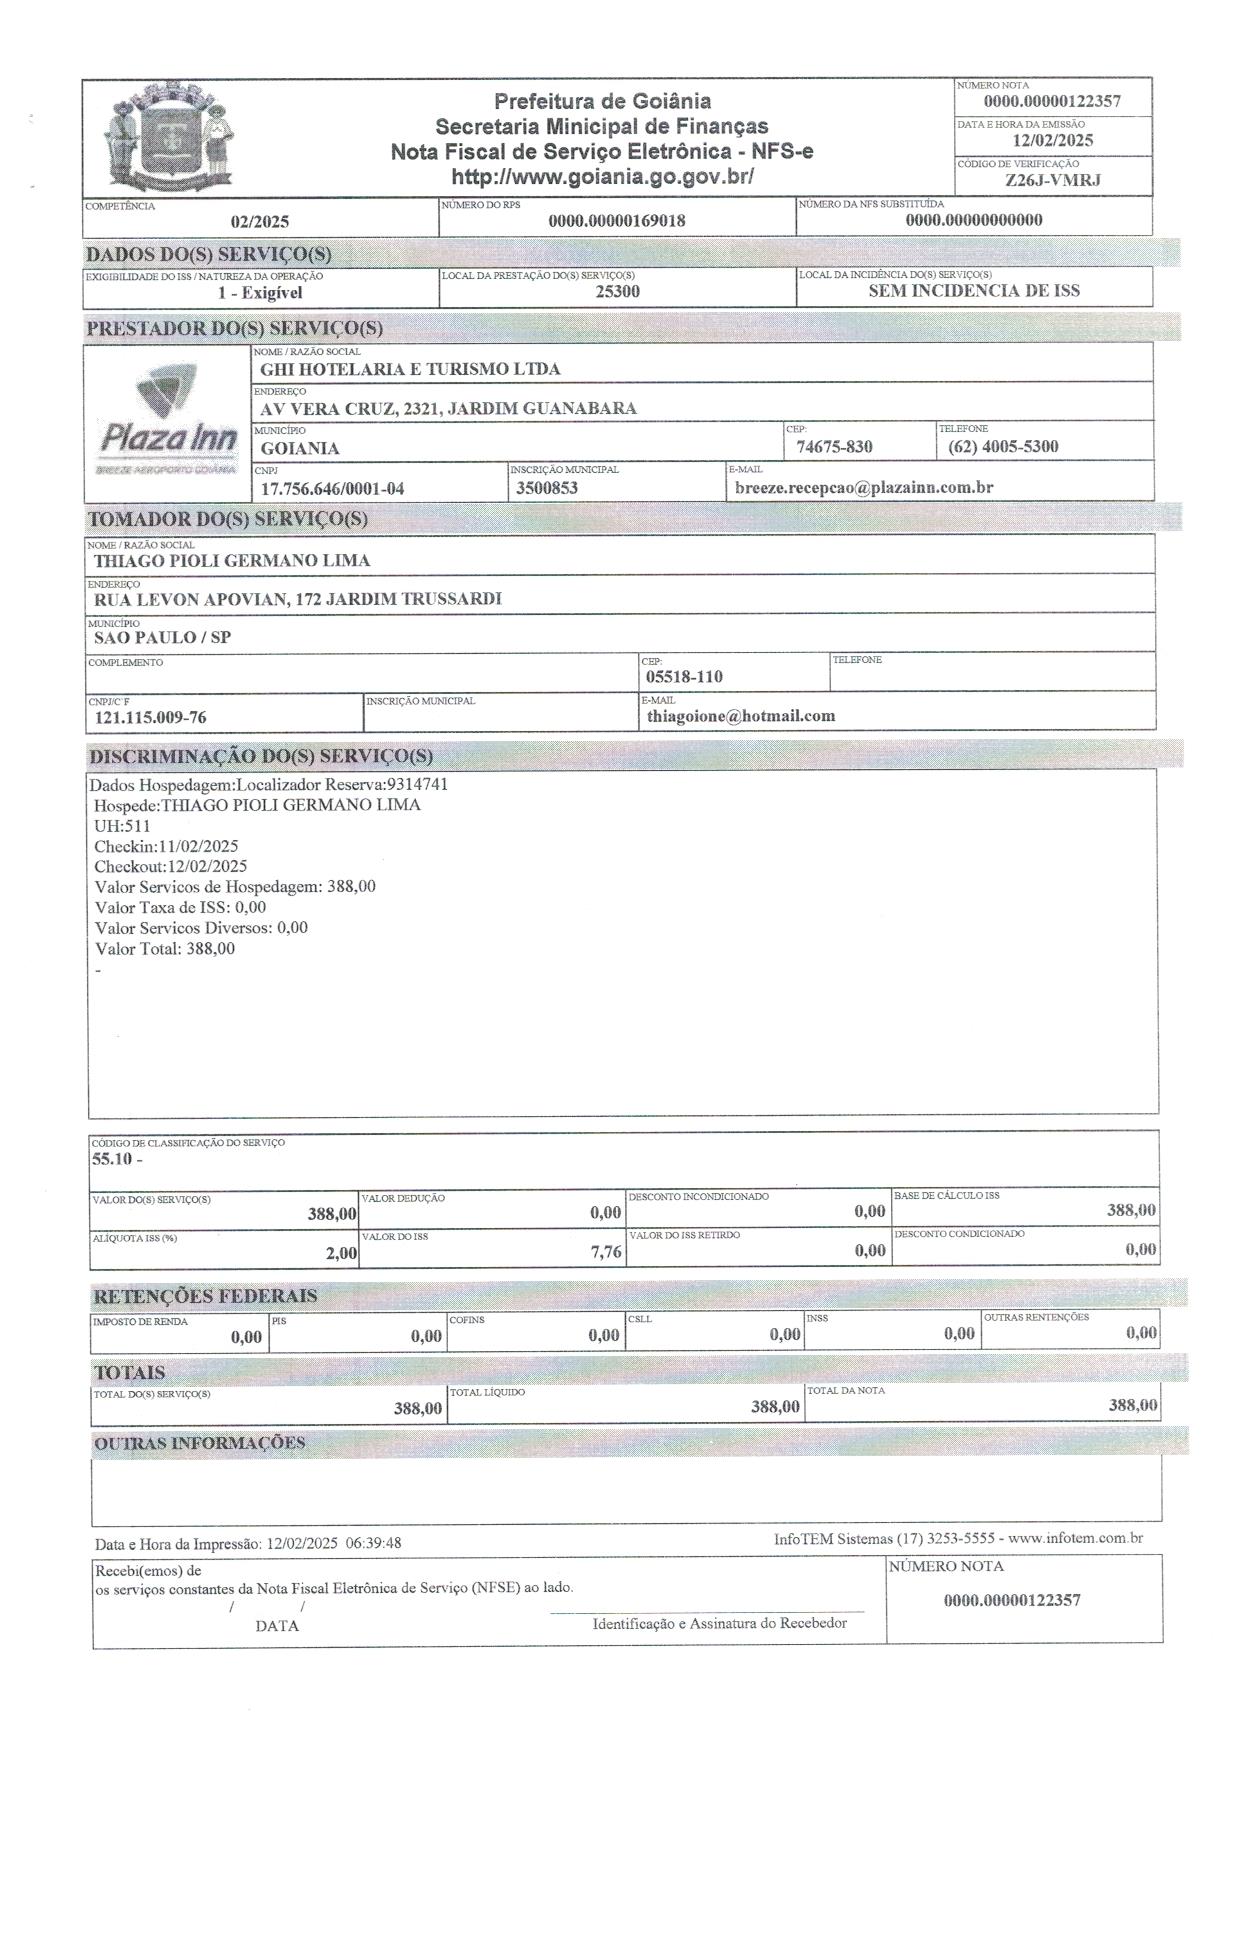 Prefeitura de Goiânia
Secretaria Minicipal de Finanças
Nota Fiscal de Serviço Eletrônica - NFS-e
http://www.goiania.go.gov.br/
NÚMERO NOTA
0000.00000122357
DATA E HORA DA EMISSÃO
12/02/2025
CÓDIGO DE VERIFICAÇÃO
Z26J-VMRJ
COMPETÊNCIA
02/2025
NÚMERO DO RPS
0000.00000169018
NÚMERO DA NFS SUBSTITUÍDA
0000.00000000000
DADOS DO(S) SERVIÇO(S)
EXIGIBILIDADE DO ISS / NATUREZA DA OPERAÇÃO
1 - Exigível
LOCAL DA PRESTAÇÃO DO(S) SERVIÇO(S)
25300
LOCAL DA INCIDÊNCIA DO(S) SERVIÇO(S)
SEM INCIDENCIA DE ISS
PRESTADOR DO(S) SERVIÇO(S)
Plaza Inn
BREEZE AEROPORTO GOIÂNIA
NOME / RAZÃO SOCIAL
GHI HOTELARIA E TURISMO LTDA
ENDEREÇO
AV VERA CRUZ, 2321, JARDIM GUANABARA
MUNICÍPIO
GOIANIA
CEP:
74675-830
TELEFONE
(62) 4005-5300
CNPJ
17.756.646/0001-04
INSCRIÇÃO MUNICIPAL
3500853
E-MAIL
breeze.recepcao@plazainn.com.br
TOMADOR DO(S) SERVIÇO(S)
NOME / RAZÃO SOCIAL
THIAGO PIOLI GERMANO LIMA
ENDEREÇO
RUA LEVON APOVIAN, 172 JARDIM TRUSSARDI
MUNICÍPIO
SAO PAULO / SP
COMPLEMENTO
CEP:
05518-110
TELEFONE
CNPJ/C F
121.115.009-76
INSCRIÇÃO MUNICIPAL
E-MAIL
thiagoione@hotmail.com
DISCRIMINAÇÃO DO(S) SERVIÇO(S)
Dados Hospedagem:Localizador Reserva:9314741
Hospede:THIAGO PIOLI GERMANO LIMA
UH:511
Checkin:11/02/2025
Checkout:12/02/2025
Valor Servicos de Hospedagem: 388,00
Valor Taxa de ISS: 0,00
Valor Servicos Diversos: 0,00
Valor Total: 388,00
-
CÓDIGO DE CLASSIFICAÇÃO DO SERVIÇO
55.10 -
VALOR DO(S) SERVIÇO(S)
388,00
VALOR DEDUÇÃO
0,00
DESCONTO INCONDICIONADO
0,00
BASE DE CÁLCULO ISS
388,00
ALÍQUOTA ISS (%)
2,00
VALOR DO ISS
7,76
VALOR DO ISS RETIRDO
0,00
DESCONTO CONDICIONADO
0,00
RETENÇÕES FEDERAIS
IMPOSTO DE RENDA
0,00
PIS
0,00
COFINS
0,00
CSLL
0,00
INSS
0,00
OUTRAS RENTENÇÕES
0,00
TOTAIS
TOTAL DO(S) SERVIÇO(S)
388,00
TOTAL LÍQUIDO
388,00
TOTAL DA NOTA
388,00
OUTRAS INFORMAÇÕES
Data e Hora da Impressão: 12/02/2025 06:39:48
InfoTEM Sistemas (17) 3253-5555 - www.infotem.com.br
Recebi(emos) de
os serviços constantes da Nota Fiscal Eletrônica de Serviço (NFSE) ao lado.
/ /
DATA
Identificação e Assinatura do Recebedor
NÚMERO NOTA
0000.00000122357